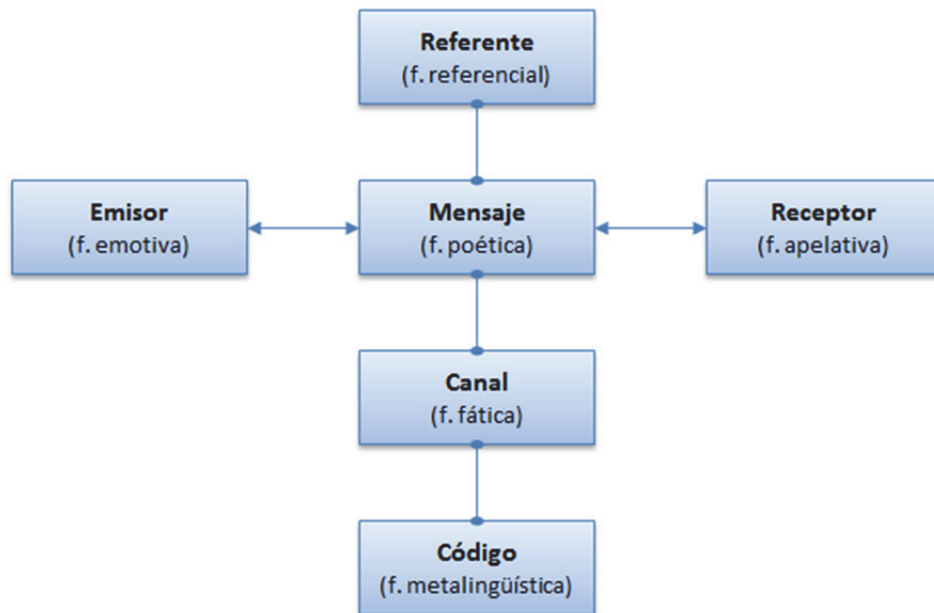 Referente
(f. referencial)
Emisor
(f. emotiva)
Mensaje
(f. poética)
Receptor
(f. apelativa)
Canal
(f. fática)
Código
(f. metalingüística)